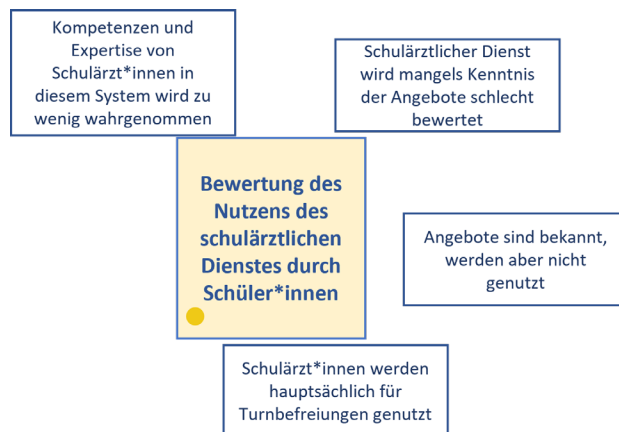 Kompetenzen und
Expertise von
Schulärzt*innen in
diesem System wird zu
wenig wahrgenommen
Schulärztlicher Dienst
wird mangels Kenntnis
der Angebote schlecht
bewertet
Bewertung des
Nutzens des
schulärztlichen
Dienstes durch
Schüler*innen
Angebote sind bekannt,
werden aber nicht
genutzt
Schulärzt*innen werden
hauptsächlich für
Turnbefreiungen genutzt